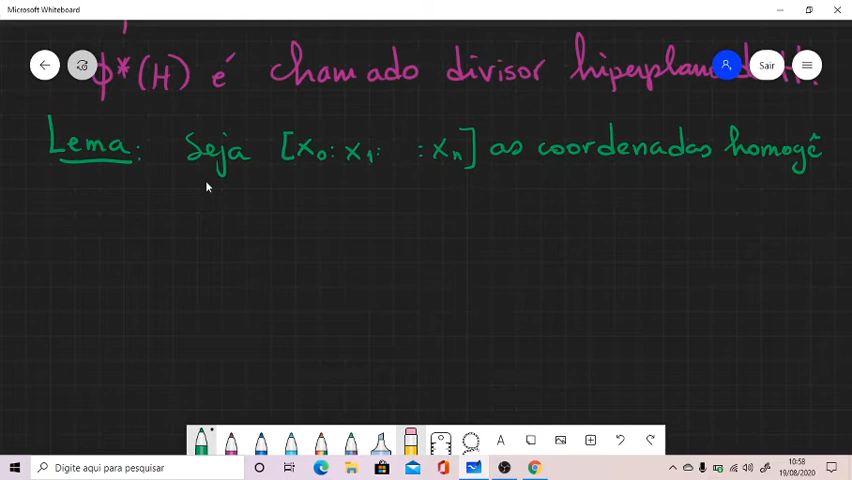 Microsoft Whiteboard
φ*(H) é chamado divisor hiperplano
Sair
Lema: Seja [x₀: x₁: :xₙ] as coordenadas homogê
A
Digite aqui para pesquisar
10:58
19/08/2020